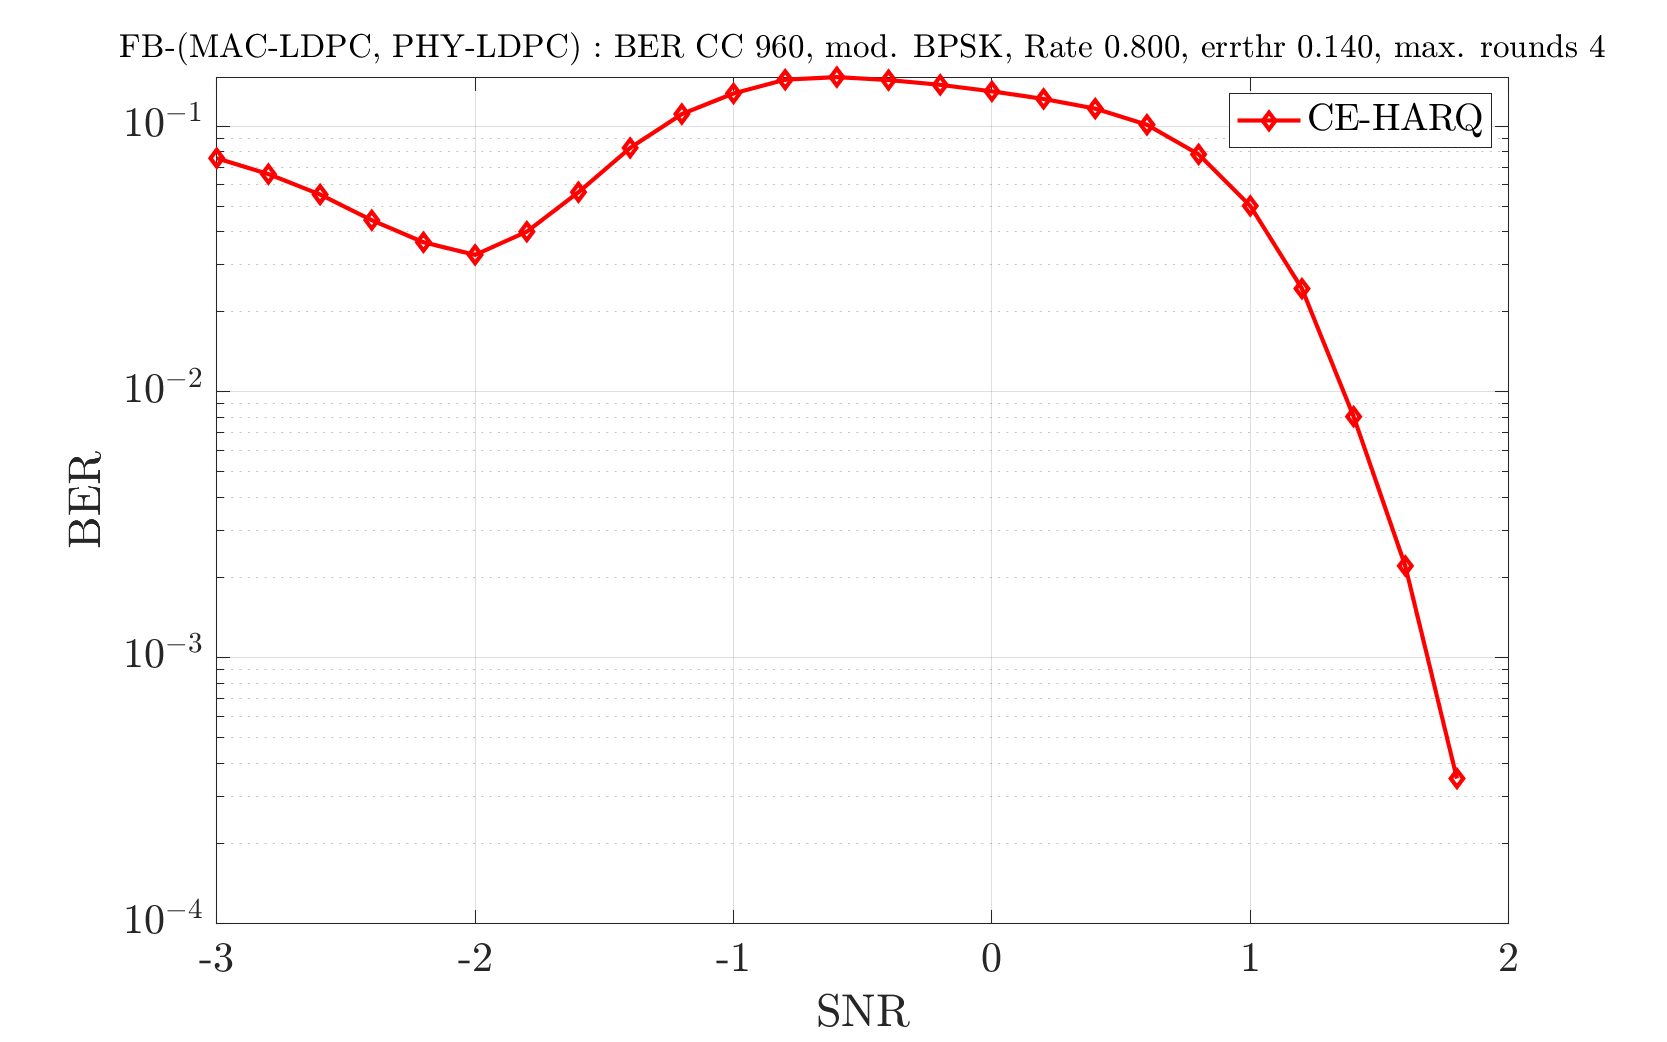 FB-(MAC-LDPC, PHY-LDPC) : BER CC 960, mod. BPSK, Rate 0.800, errthr 0.140, max. rounds 4
CE-HARQ
10⁻¹
10⁻²
10⁻³
10⁻⁴
BER
-3 -2 -1 0 1 2
SNR